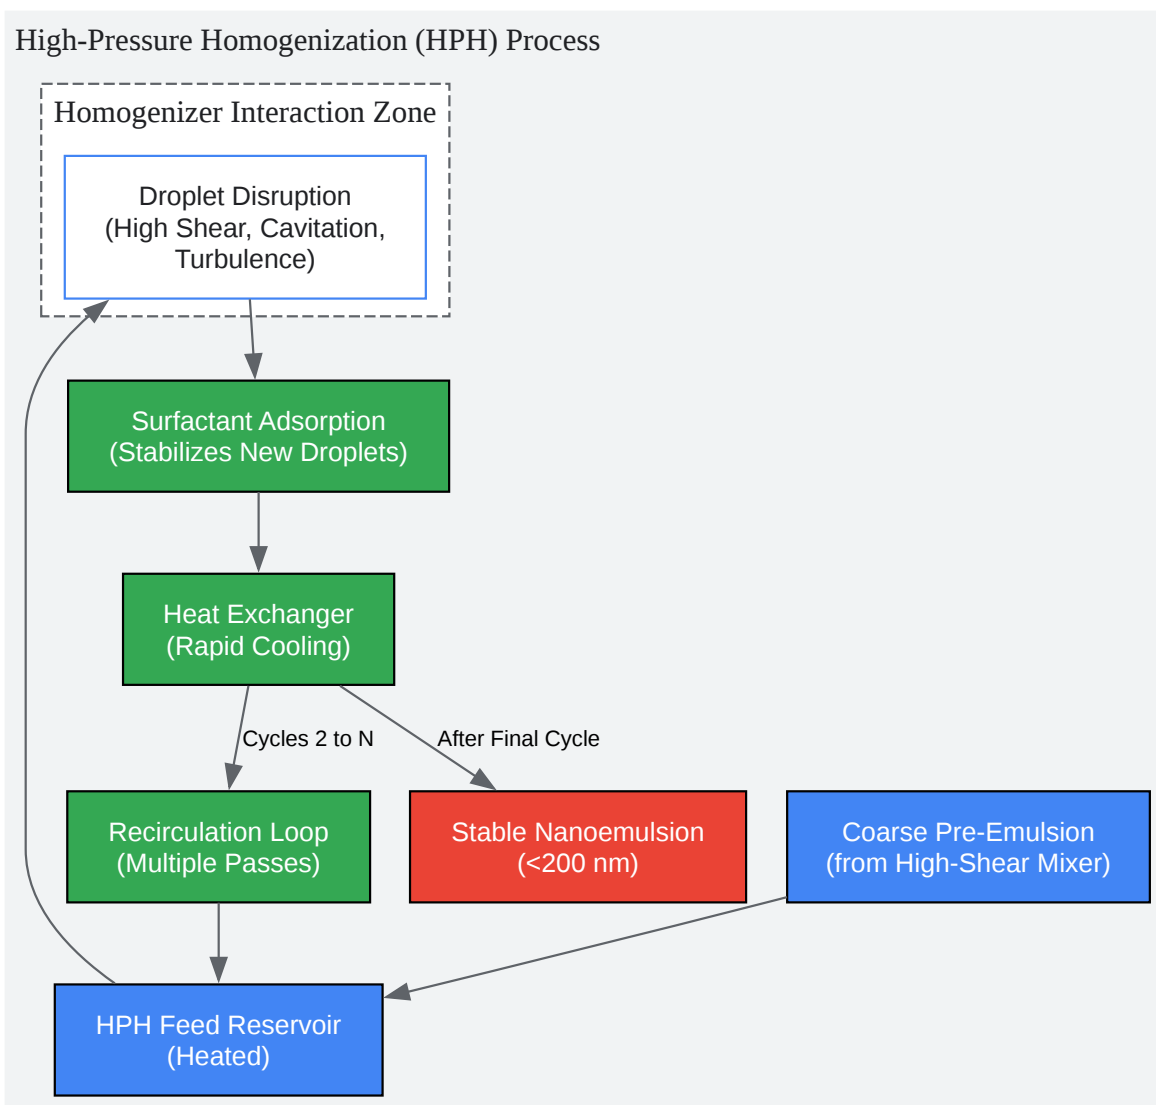 High-Pressure Homogenization (HPH) Process
Homogenizer Interaction Zone
Droplet Disruption
(High Shear, Cavitation,
Turbulence)
Surfactant Adsorption
(Stabilizes New Droplets)
Heat Exchanger
(Rapid Cooling)
Cycles 2 to N
After Final Cycle
Recirculation Loop
(Multiple Passes)
Stable Nanoemulsion
(<200 nm)
Coarse Pre-Emulsion
(from High-Shear Mixer)
HPH Feed Reservoir
(Heated)